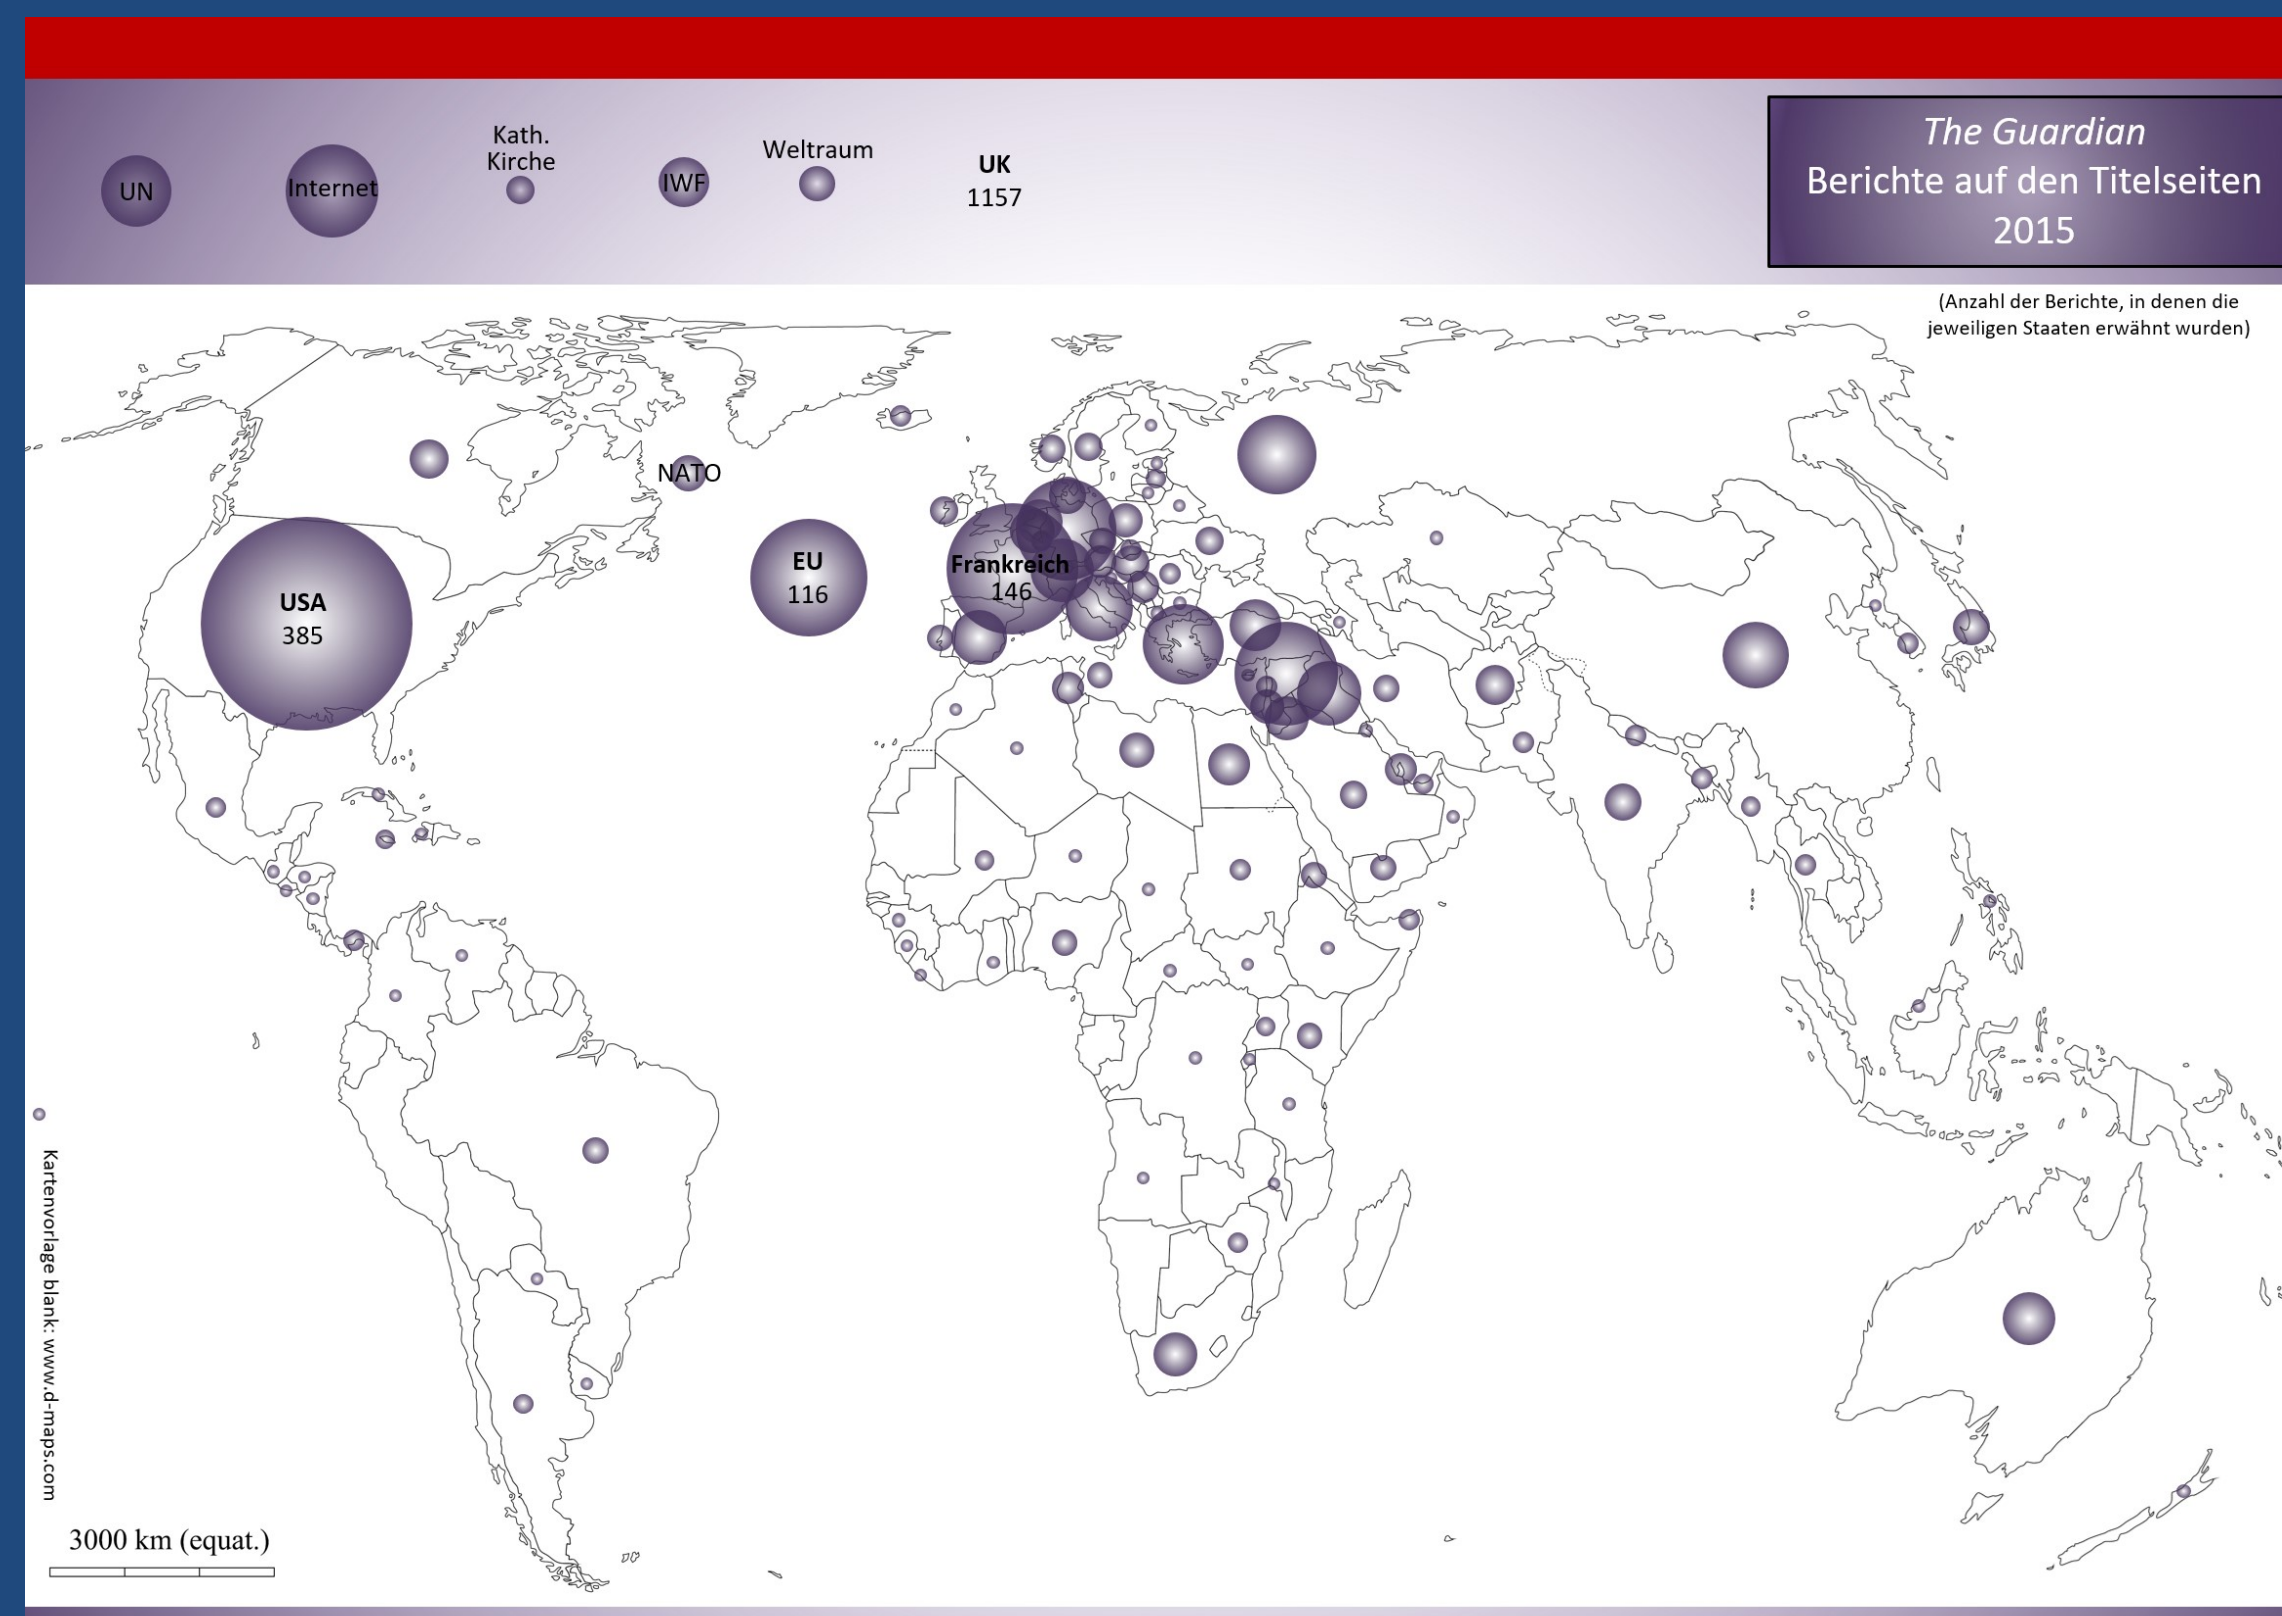 Kath.
Kirche
Weltraum
UN
Internet
IWF
UK
1157
The Guardian
Berichte auf den Titelseiten
2015
(Anzahl der Berichte, in denen die
jeweiligen Staaten erwähnt wurden)
NATO
EU
116
Frankreich
146
USA
385
Kartenvorlage blank: www.d-maps.com
3000 km (equat.)